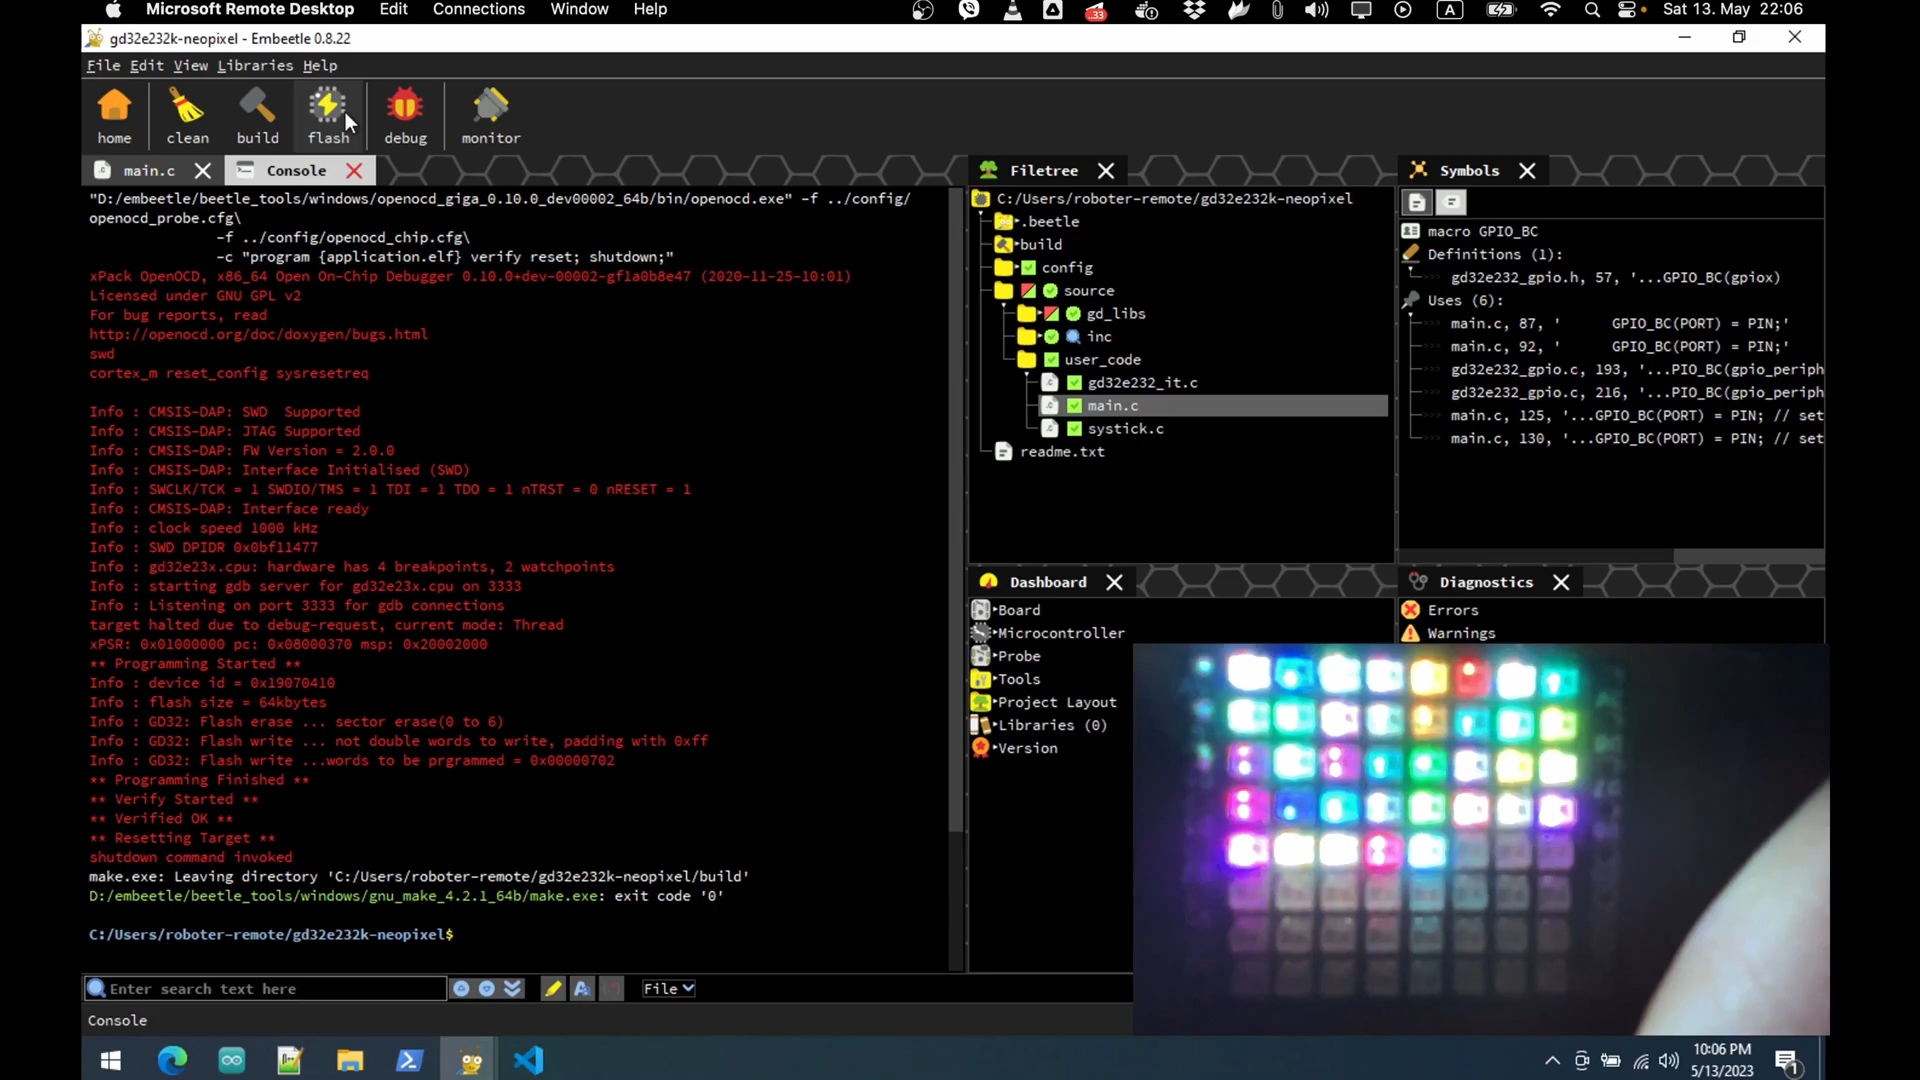 Microsoft Remote Desktop Edit Connections Window Help
33
A
Sat 13. May 22:06
gd32e232k-neopixel - Embeetle 0.8.22
File Edit View Libraries Help
home clean build flash debug monitor
main.c
Console
"D:/embeetle/beetle_tools/windows/openocd_giga_0.10.0_dev00002_64b/bin/openocd.exe" -f ../config/
openocd_probe.cfg\
-f ../config/openocd_chip.cfg\
-c "program {application.elf} verify reset; shutdown;"
xPack OpenOCD, x86_64 Open On-Chip Debugger 0.10.0+dev-00002-gf1a0b8e47 (2020-11-25-10:01)
Licensed under GNU GPL v2
For bug reports, read
http://openocd.org/doc/doxygen/bugs.html
swd
cortex_m reset_config sysresetreq
Info : CMSIS-DAP: SWD  Supported
Info : CMSIS-DAP: JTAG Supported
Info : CMSIS-DAP: FW Version = 2.0.0
Info : CMSIS-DAP: Interface Initialised (SWD)
Info : SWCLK/TCK = 1 SWDIO/TMS = 1 TDI = 1 TDO = 1 nTRST = 0 nRESET = 1
Info : CMSIS-DAP: Interface ready
Info : clock speed 1000 kHz
Info : SWD DPIDR 0x0bf11477
Info : gd32e23x.cpu: hardware has 4 breakpoints, 2 watchpoints
Info : starting gdb server for gd32e23x.cpu on 3333
Info : Listening on port 3333 for gdb connections
target halted due to debug-request, current mode: Thread
xPSR: 0x01000000 pc: 0x08000370 msp: 0x20002000
** Programming Started **
Info : device id = 0x19070410
Info : flash size = 64kbytes
Info : GD32: Flash erase ... sector erase(0 to 6)
Info : GD32: Flash write ... not double words to write, padding with 0xff
Info : GD32: Flash write ...words to be prgrammed = 0x00000702
** Programming Finished **
** Verify Started **
** Verified OK **
** Resetting Target **
shutdown command invoked
make.exe: Leaving directory 'C:/Users/roboter-remote/gd32e232k-neopixel/build'
D:/embeetle/beetle_tools/windows/gnu_make_4.2.1_64b/make.exe: exit code '0'
C:/Users/roboter-remote/gd32e232k-neopixel$
Enter search text here
File
Console
Filetree
C:/Users/roboter-remote/gd32e232k-neopixel
.beetle
build
config
source
gd_libs
inc
user_code
gd32e232_it.c
main.c
systick.c
readme.txt
Symbols
macro GPIO_BC
Definitions (1):
gd32e232_gpio.h, 57, '...GPIO_BC(gpiox)
Uses (6):
main.c, 87, '      GPIO_BC(PORT) = PIN;'
main.c, 92, '      GPIO_BC(PORT) = PIN;'
gd32e232_gpio.c, 193, '...PIO_BC(gpio_periph
gd32e232_gpio.c, 216, '...PIO_BC(gpio_periph
main.c, 125, '...GPIO_BC(PORT) = PIN; // set
main.c, 130, '...GPIO_BC(PORT) = PIN; // set
Dashboard
Board
Microcontroller
Probe
Tools
Project Layout
Libraries (0)
Version
Diagnostics
Errors
Warnings
10:06 PM
5/13/2023
1